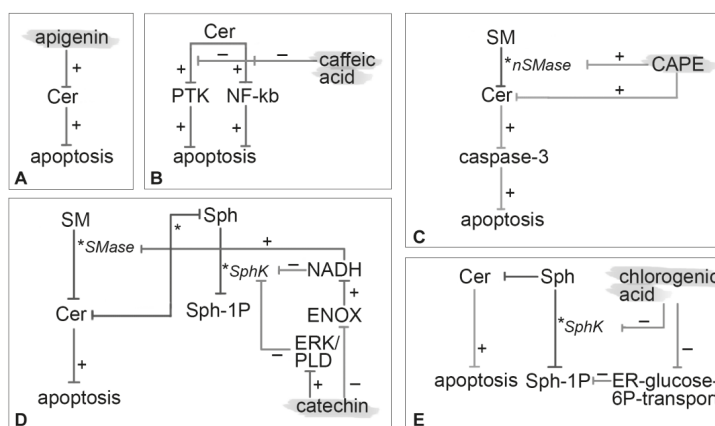 apigenin
+
Cer
+
apoptosis
A
Cer
– –
caffeic
acid
+ +
PTK NF-kb
+ +
apoptosis
B
SM
*nSMase
+
CAPE
Cer
+
+
caspase-3
+
apoptosis
C
SM
Sph
*
*SMase
+
*SphK
–
NADH
Cer
Sph-1P
+
ENOX
+
–
ERK/
PLD
apoptosis
+
–
catechin
D
Cer
Sph
chlorogenic
acid
*SphK
–
+
–
apoptosis
Sph-1P
–
ER-glucose-
6P-transport
E